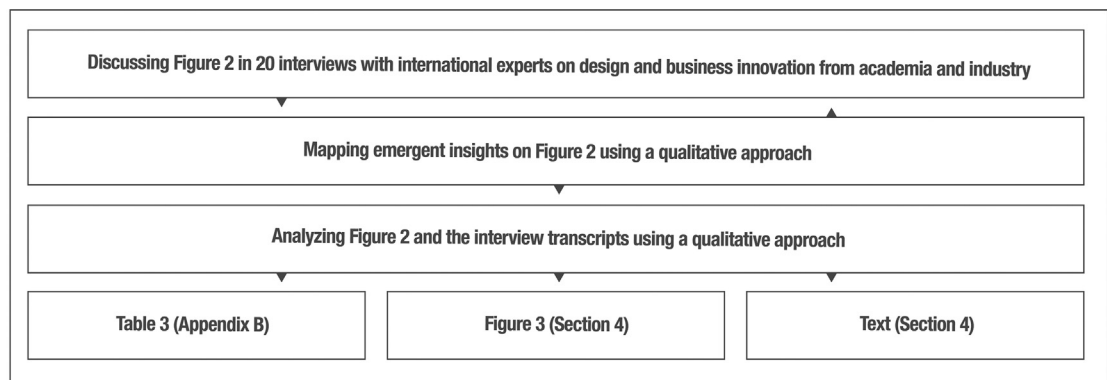 Discussing Figure 2 in 20 interviews with international experts on design and business innovation from academia and industry
Mapping emergent insights on Figure 2 using a qualitative approach
Analyzing Figure 2 and the interview transcripts using a qualitative approach
Table 3 (Appendix B)
Figure 3 (Section 4)
Text (Section 4)